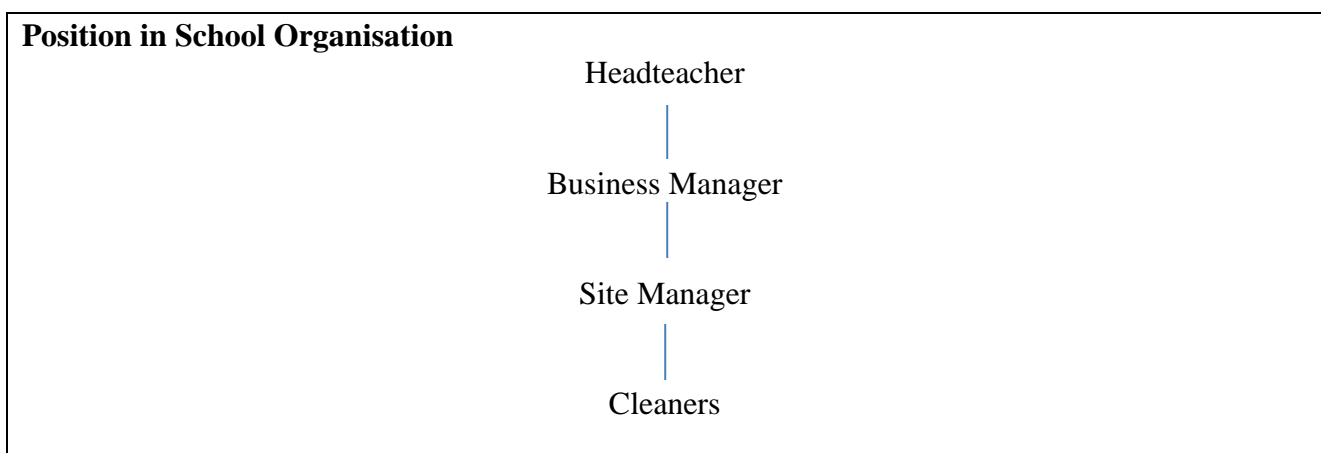 Position in School Organisation
Headteacher
Business Manager
Site Manager
Cleaners